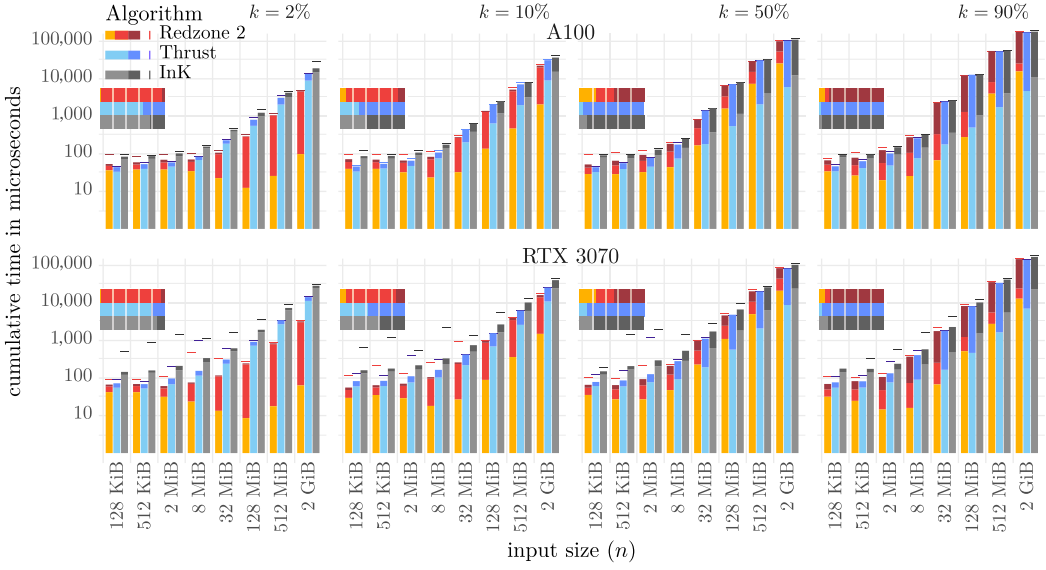 Algorithm
Redzone 2
Thrust
InK
k = 2%
k = 10%
k = 50%
k = 90%
A100
100,000
10,000
1,000
100
10
RTX 3070
100,000
10,000
1,000
100
10
cumulative time in microseconds
128 KiB
512 KiB
2 MiB
8 MiB
32 MiB
128 MiB
512 MiB
2 GiB
128 KiB
512 KiB
2 MiB
8 MiB
32 MiB
128 MiB
512 MiB
2 GiB
128 KiB
512 KiB
2 MiB
8 MiB
32 MiB
128 MiB
512 MiB
2 GiB
128 KiB
512 KiB
2 MiB
8 MiB
32 MiB
128 MiB
512 MiB
2 GiB
input size (n)